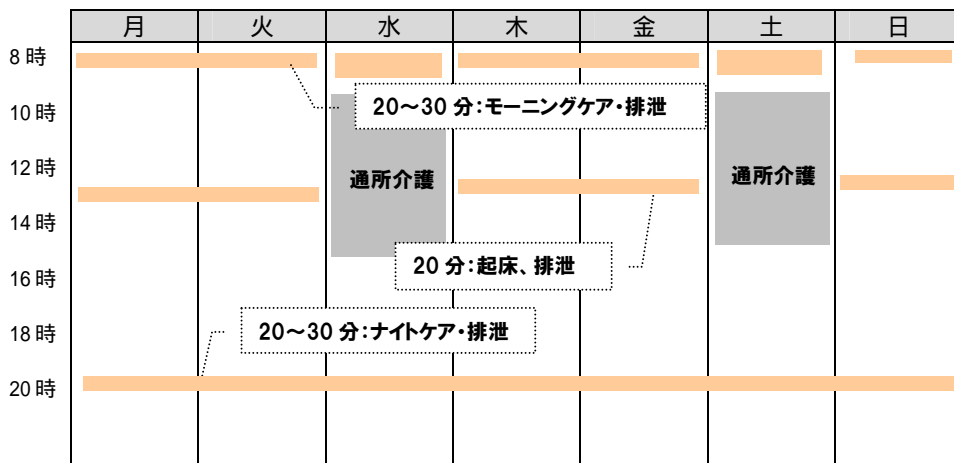 月 火 水 木 金 土 日
8時
20～30分:モーニングケア・排泄
10時
12時
通所介護 通所介護
14時
20分:起床、排泄
16時
20～30分:ナイトケア・排泄
18時
20時